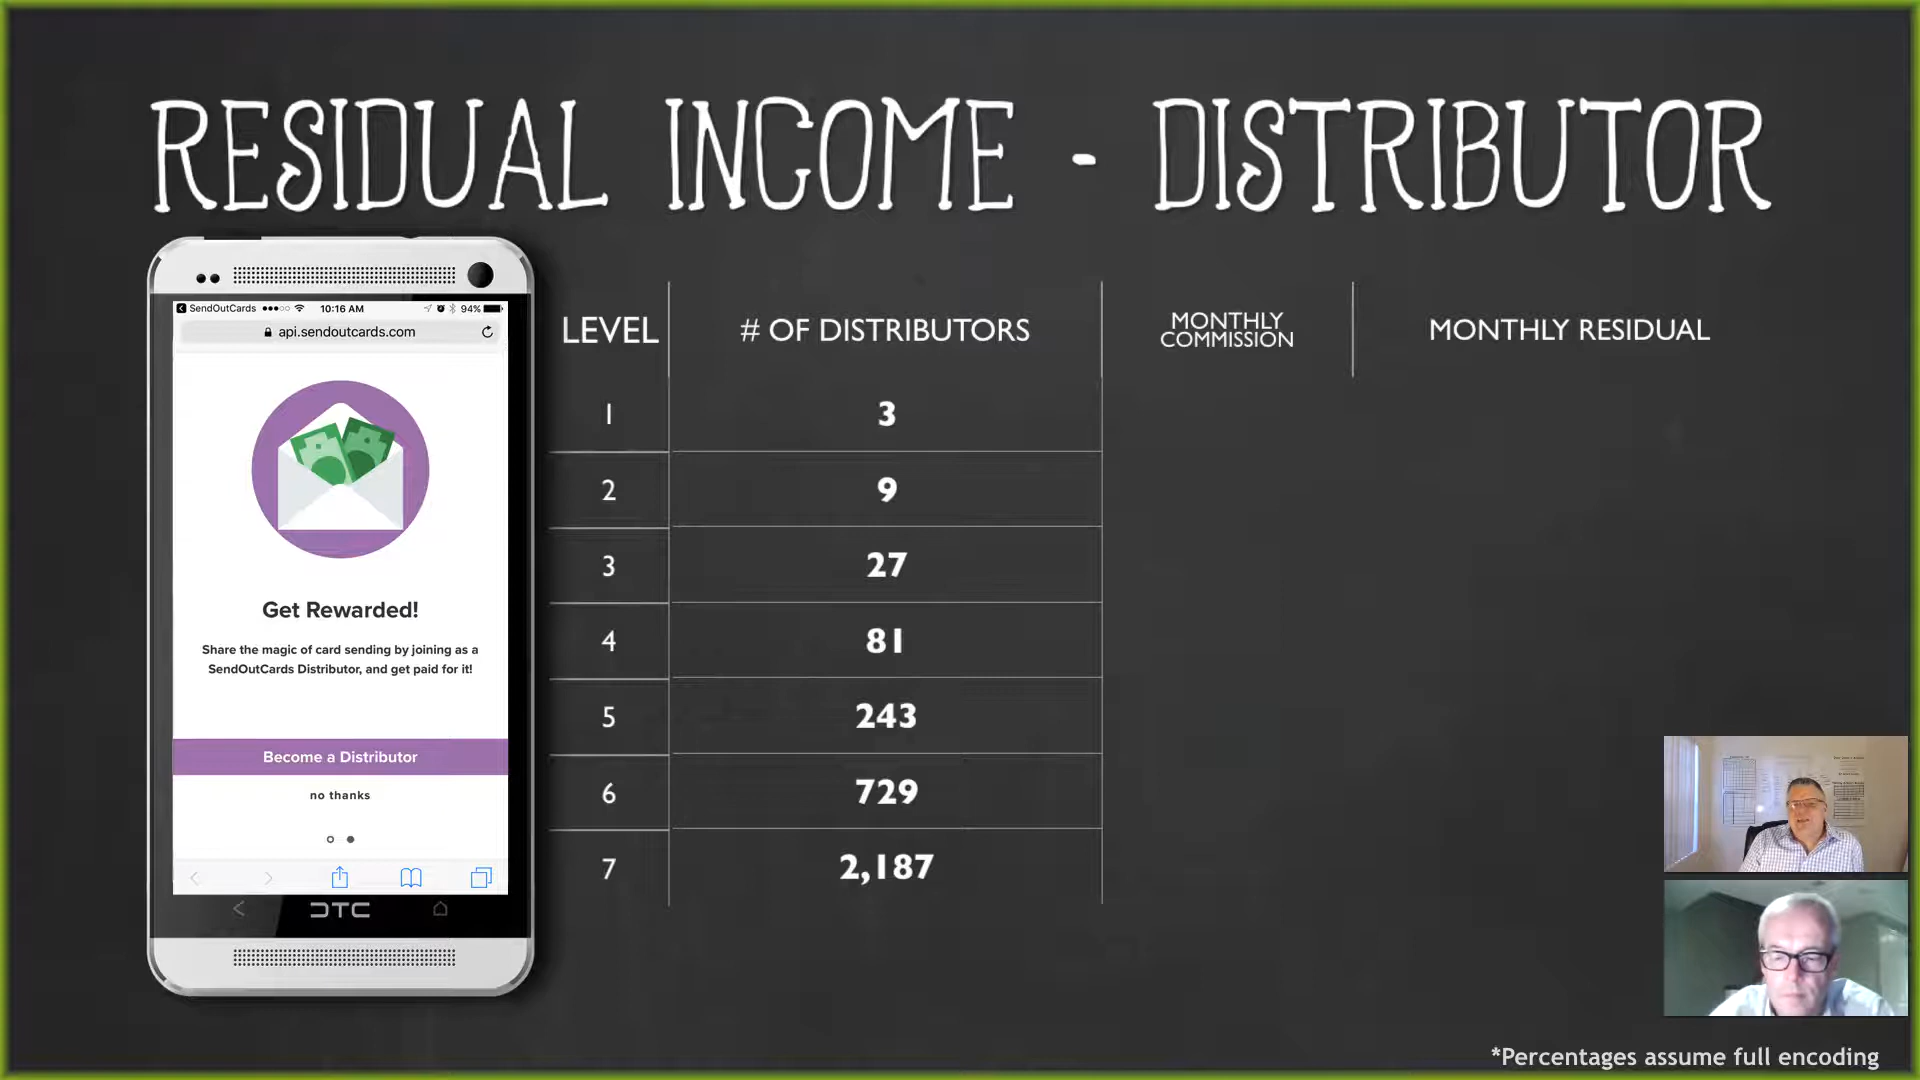 RESIDUAL INCOME - DISTRIBUTOR
SendOutCards 10:16 AM 94%
api.sendoutcards.com
Get Rewarded!
Share the magic of card sending by joining as a
SendOutCards Distributor, and get paid for it!
Become a Distributor
no thanks
LEVEL # OF DISTRIBUTORS MONTHLY COMMISSION MONTHLY RESIDUAL
1 3
2 9
3 27
4 81
5 243
6 729
7 2,187
*Percentages assume full encoding